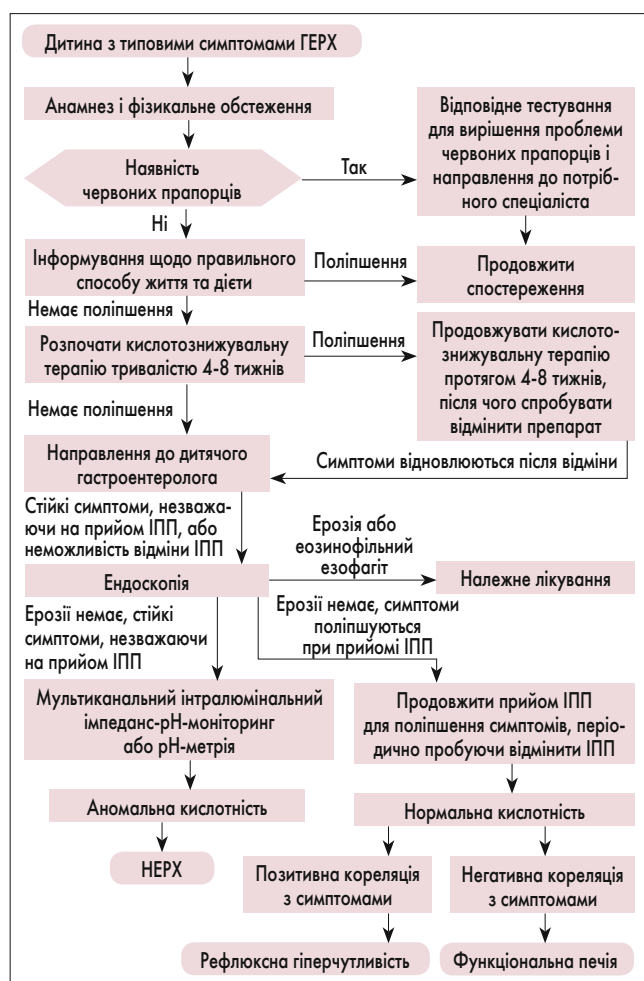 Дитина з типовими симптомами ГЕРХ
Анамнез і фізикальне обстеження
Наявність
червоних прапорців
Так
Відповідне тестування
для вирішення проблеми
червоних прапорців і
направлення до потріб-
ного спеціаліста
Ні
Інформування щодо правильного
способу життя та дієти
Поліпшення
Продовжити
спостереження
Немає поліпшення
Розпочати кислотознижувальну
терапію тривалістю 4-8 тижнів
Поліпшення
Продовжувати кислото-
знижувальну терапію
протягом 4-8 тижнів,
після чого спробувати
відмінити препарат
Немає поліпшення
Направлення до дитячого
гастроентеролога
Симптоми відновлюються після відміни
Стійкі симптоми, незважа-
ючи на прийом ІПП, або
неможливість відміни ІПП
Ендоскопія
Ерозія або
еозинофільний
езофагіт
Належне лікування
Ерозії немає, стійкі
симптоми, незважаючи
на прийом ІПП
Ерозії немає, симптоми
поліпшуються
при прийомі ІПП
Мультиканальний інтралюмінальний
імпеданс-рН-моніторинг
або рН-метрія
Продовжити прийом ІПП
для поліпшення симптомів, періо-
дично пробуючи відмінити ІПП
Аномальна кислотність
Нормальна кислотність
НЕРХ
Позитивна кореляція
з симптомами
Негативна кореляція
з симптомами
Рефлюксна гіперчутливість
Функціональна печія